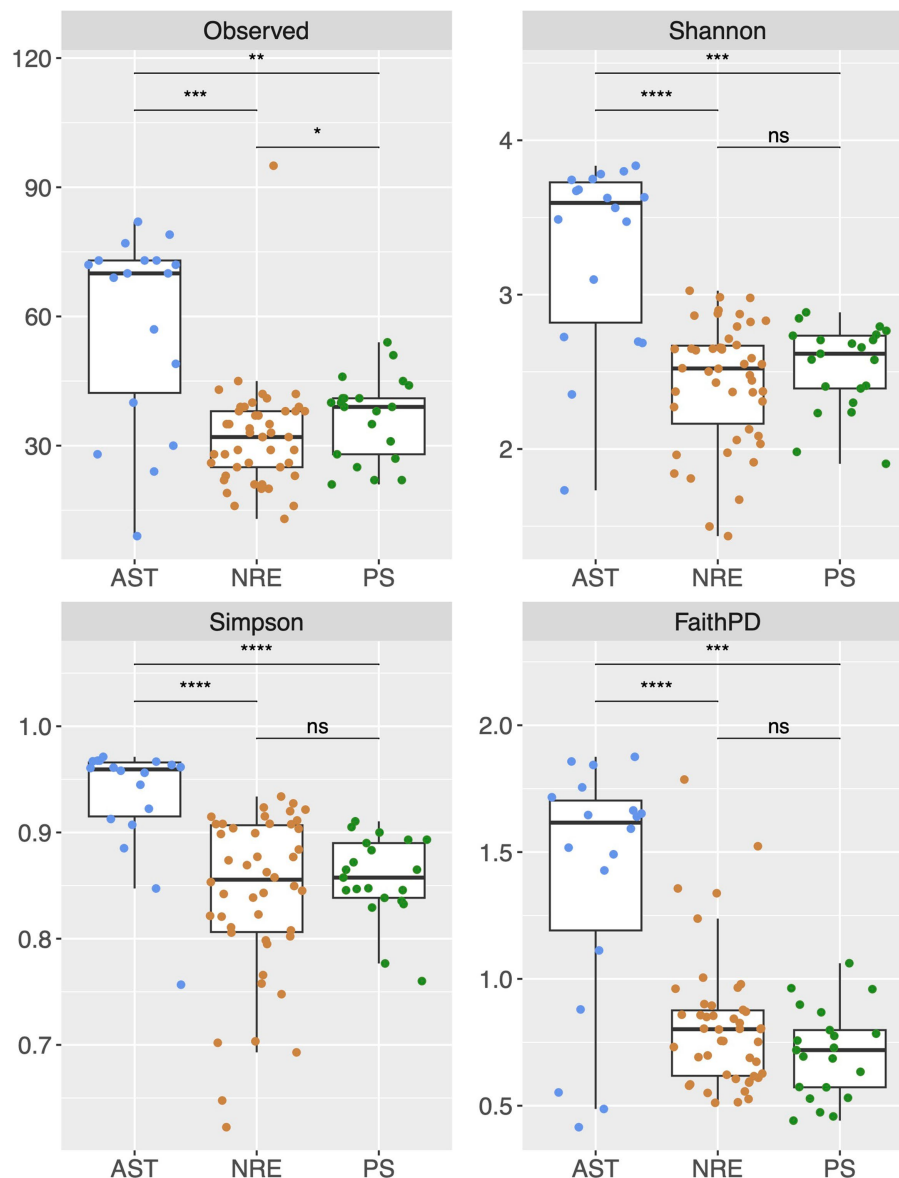 Observed
Shannon
120
**
***
*
90
60
30
AST NRE PS
***
****
ns
4
3
2
AST NRE PS
Simpson
FaithPD
****
****
ns
1.0
0.9
0.8
0.7
AST NRE PS
***
****
ns
2.0
1.5
1.0
0.5
AST NRE PS